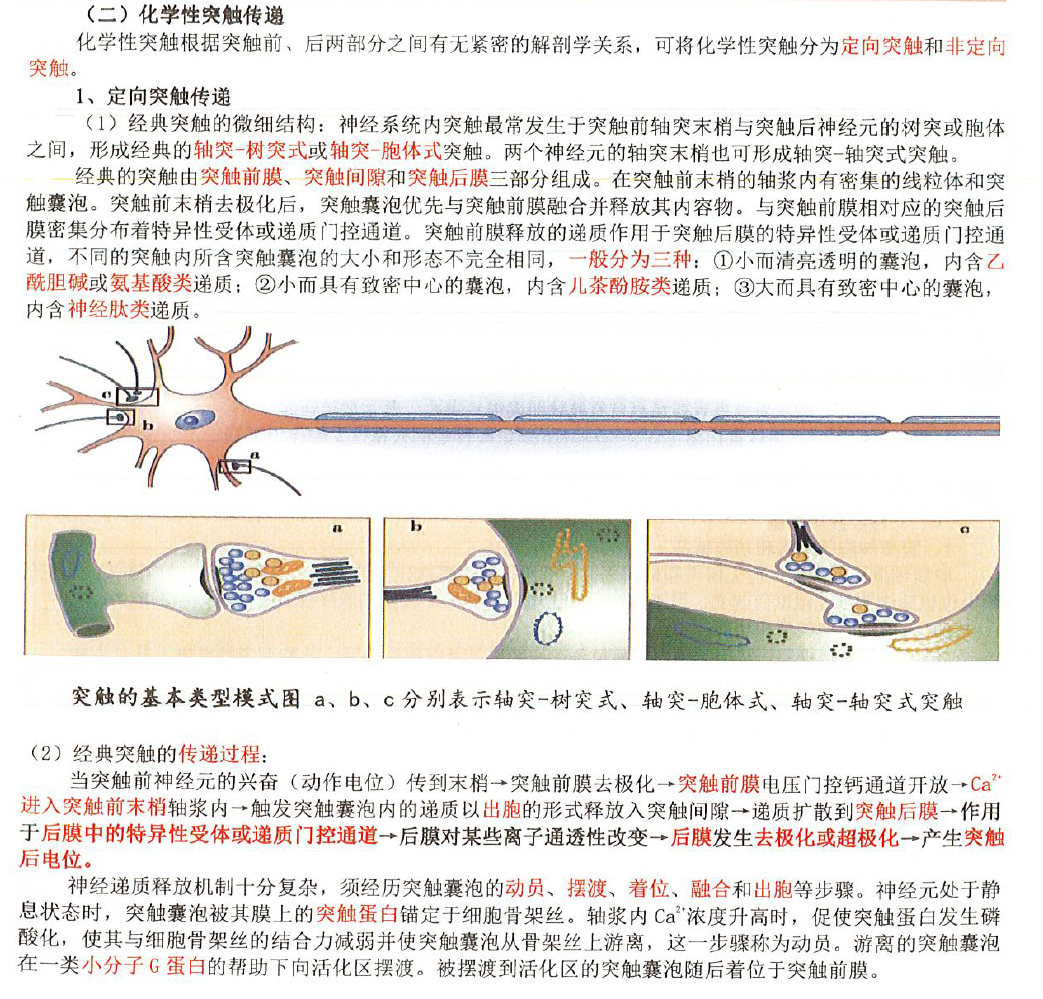 （二）化学性突触传递
化学性突触根据突触前、后两部分之间有无紧密的解剖学关系，可将化学性突触分为定向突触和非定向
突触。
1、定向突触传递
（1）经典突触的微细结构：神经系统内突触最常发生于突触前轴突末梢与突触后神经元的树突或胞体
之间，形成经典的轴突-树突式或轴突-胞体式突触。两个神经元的轴突末梢也可形成轴突-轴突式突触。
经典的突触由突触前膜、突触间隙和突触后膜三部分组成。在突触前末梢的轴浆内有密集的线粒体和突
触囊泡。突触前末梢去极化后，突触囊泡优先与突触前膜融合并释放其内容物。与突触前膜相对应的突触后
膜密集分布着特异性受体或递质门控通道。突触前膜释放的递质作用于突触后膜的特异性受体或递质门控通
道，不同的突触内所含突触囊泡的大小和形态不完全相同，一般分为三种：①小而清亮透明的囊泡，内含乙
酰胆碱或氨基酸类递质；②小而具有致密中心的囊泡，内含儿茶酚胺类递质；③大而具有致密中心的囊泡，
内含神经肽类递质。
c
b
a
a
b
c
突触的基本类型模式图 a、b、c分别表示轴突-树突式、轴突-胞体式、轴突-轴突式突触
（2）经典突触的传递过程：
当突触前神经元的兴奋（动作电位）传到末梢→突触前膜去极化→突触前膜电压门控钙通道开放→Ca²⁺
进入突触前末梢轴浆内→触发突触囊泡内的递质以出胞的形式释放入突触间隙→递质扩散到突触后膜→作用
于后膜中的特异性受体或递质门控通道→后膜对某些离子通透性改变→后膜发生去极化或超极化→产生突触
后电位。
神经递质释放机制十分复杂，须经历突触囊泡的动员、摆渡、着位、融合和出胞等步骤。神经元处于静
息状态时，突触囊泡被其膜上的突触蛋白锚定于细胞骨架丝。轴浆内Ca²⁺浓度升高时，促使突触蛋白发生磷
酸化，使其与细胞骨架丝的结合力减弱并使突触囊泡从骨架丝上游离，这一步骤称为动员。游离的突触囊泡
在一类小分子G蛋白的帮助下向活化区摆渡。被摆渡到活化区的突触囊泡随后着位于突触前膜。